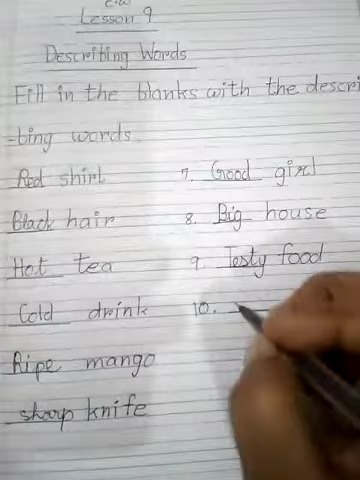 C.W
Lesson 9
Describing Words
Fill in the blanks with the descri
-bing words.
Red shirt
Black hair
Hot tea
Cold drink
Ripe mango
sharp knife
7. Good girl
8. Big house
9. Testy food
10.